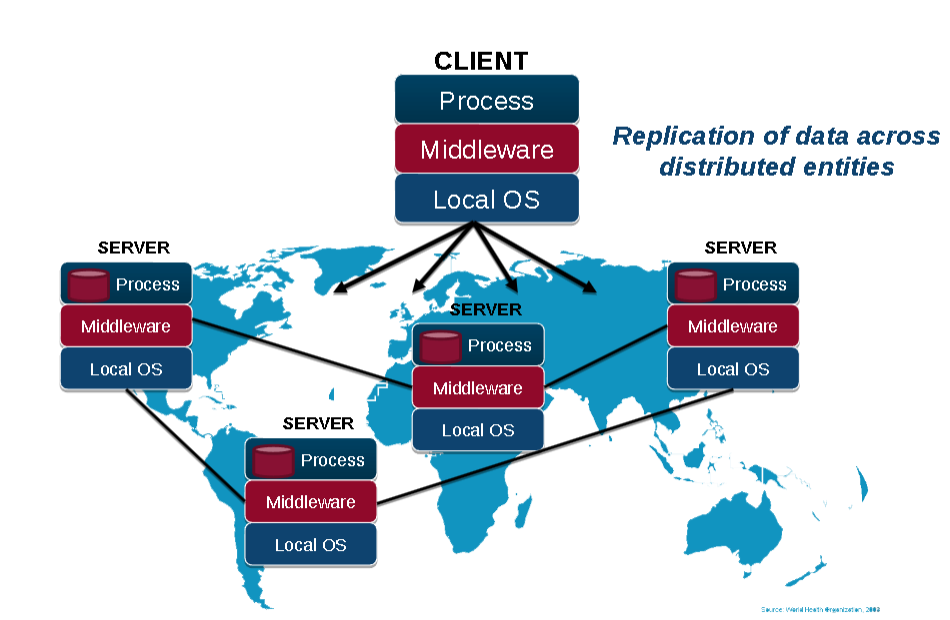 CLIENT
Process
Middleware
Local OS
Replication of data across
distributed entities
SERVER
Process
Middleware
Local OS
SERVER
Process
Middleware
Local OS
SERVER
Process
Middleware
Local OS
SERVER
Process
Middleware
Local OS
Source: World Health Organization,